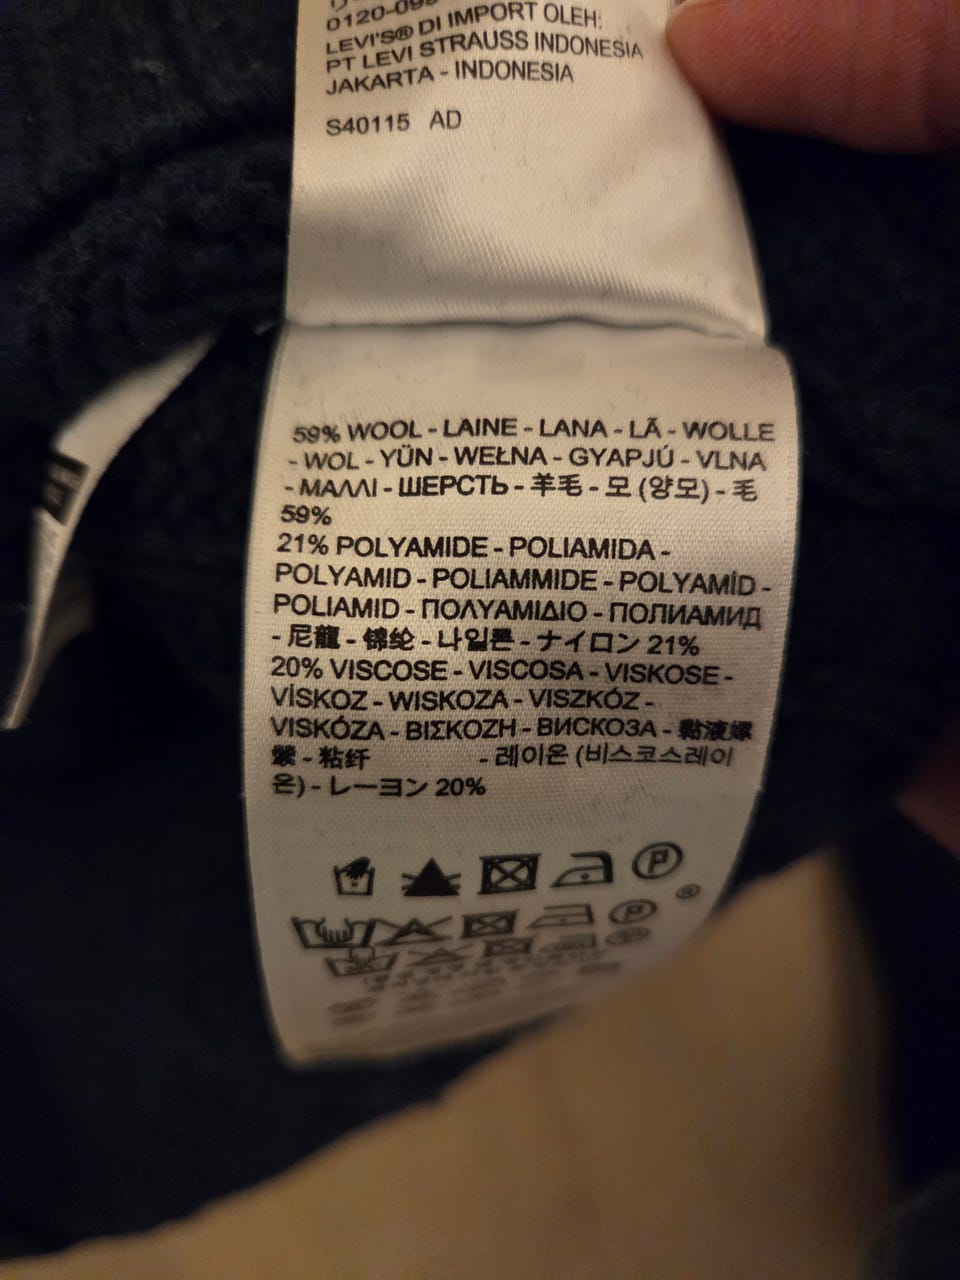 0120-09
LEVI'S® DI IMPORT OLEH:
PT LEVI STRAUSS INDONESIA
JAKARTA - INDONESIA
S40115 AD
59% WOOL - LAINE - LANA - LÃ - WOLLE
- WOL - YÜN - WEŁNA - GYAPJÚ - VLNA
- ΜΑΛΛΙ - ШЕРСТЬ - 羊毛 - 모 (양모) - 毛
59%
21% POLYAMIDE - POLIAMIDA -
POLYAMID - POLIAMMIDE - POLYAMİD -
POLIAMID - ΠΟΛΥΑΜΙΔΙΟ - ПОЛИАМИД
- 尼龍 - 锦纶 - 나일론 - ナイロン 21%
20% VISCOSE - VISCOSA - VISKOSE -
VİSKOZ - WISKOZA - VISZKÓZ -
VISKÓZA - ΒΙΣΚΟΖΗ - ВИСКОЗА - 黏液螺
縈 - 粘纤 - 레이온 (비스코스레이
온) - レーヨン 20%
P
®
P